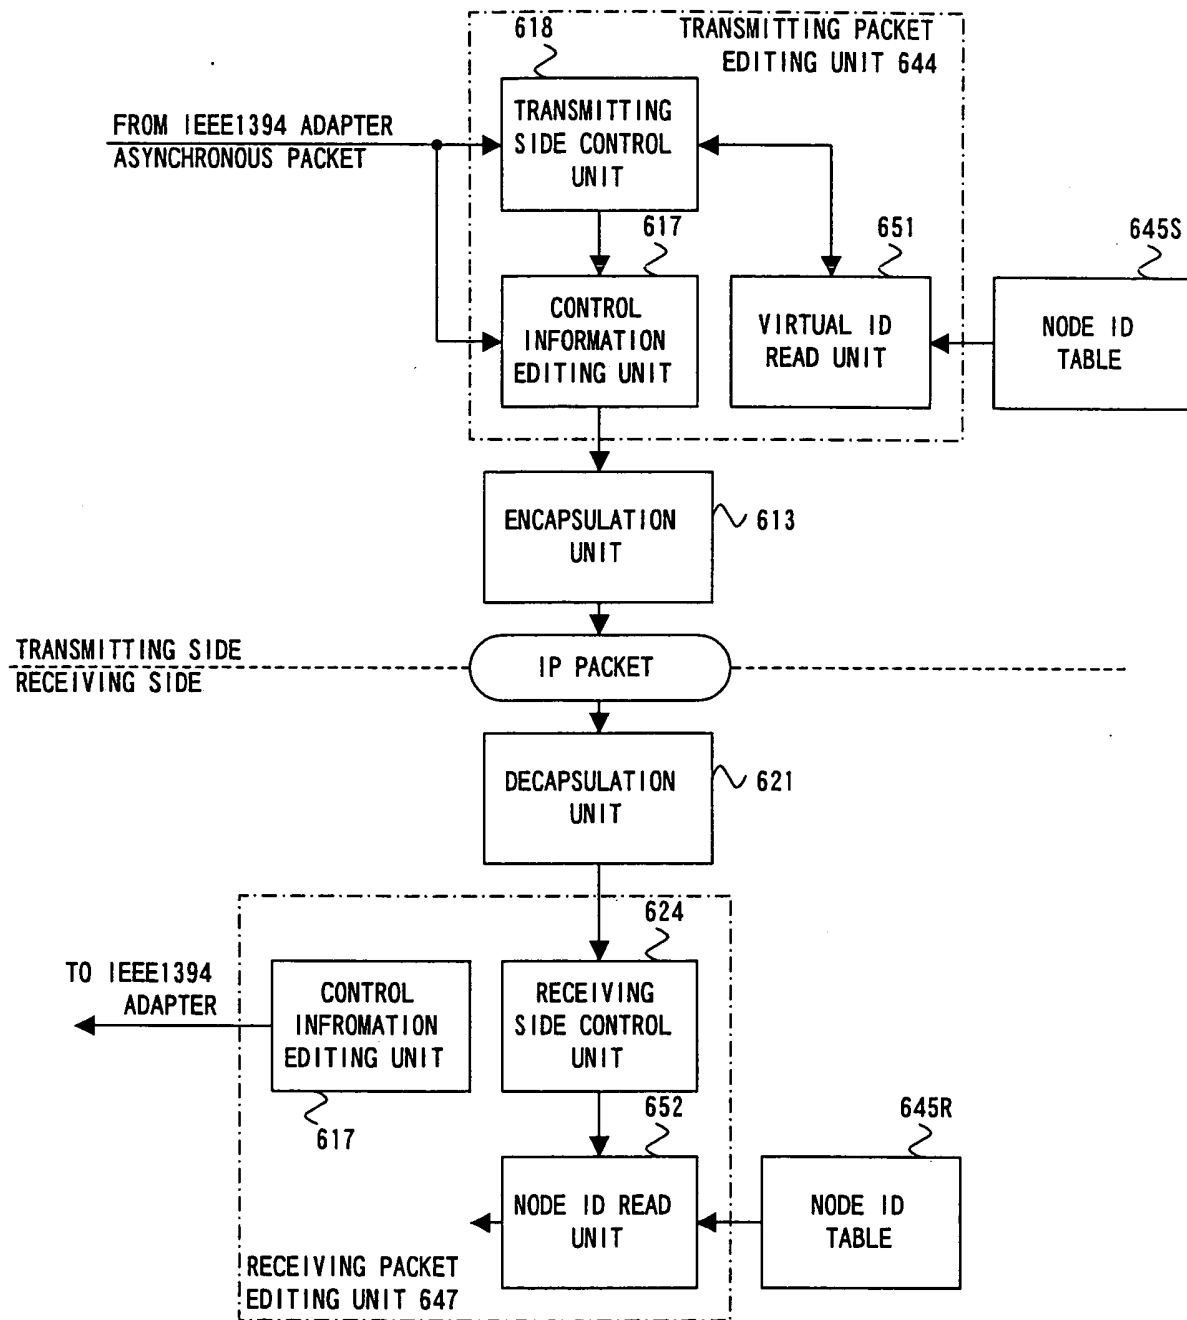 618
TRANSMITTING PACKET
EDITING UNIT 644
FROM IEEE1394 ADAPTER
ASYNCHRONOUS PACKET
TRANSMITTING
SIDE CONTROL
UNIT
617
651
645S
CONTROL
INFORMATION
EDITING UNIT
VIRTUAL ID
READ UNIT
NODE ID
TABLE
ENCAPSULATION
UNIT
613
TRANSMITTING SIDE
RECEIVING SIDE
IP PACKET
DECAPSULATION
UNIT
621
624
TO IEEE1394
ADAPTER
CONTROL
INFROMATION
EDITING UNIT
RECEIVING
SIDE CONTROL
UNIT
617
652
645R
NODE ID READ
UNIT
NODE ID
TABLE
RECEIVING PACKET
EDITING UNIT 647